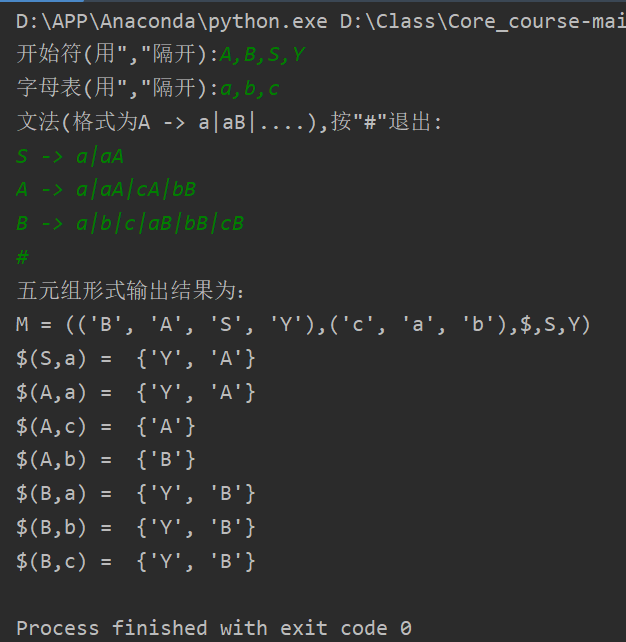 D:\APP\Anaconda\python.exe D:\Class\Core_course-mai
开始符(用","隔开):A,B,S,Y
字母表(用","隔开):a,b,c
文法(格式为A -> a|aB|....),按"#"退出:
S -> a|aA
A -> a|aA|cA|bB
B -> a|b|c|aB|bB|cB
#
五元组形式输出结果为:
M = (('B', 'A', 'S', 'Y'),('c', 'a', 'b'),$,S,Y)
$(S,a) =  {'Y', 'A'}
$(A,a) =  {'Y', 'A'}
$(A,c) =  {'A'}
$(A,b) =  {'B'}
$(B,a) =  {'Y', 'B'}
$(B,b) =  {'Y', 'B'}
$(B,c) =  {'Y', 'B'}
Process finished with exit code 0